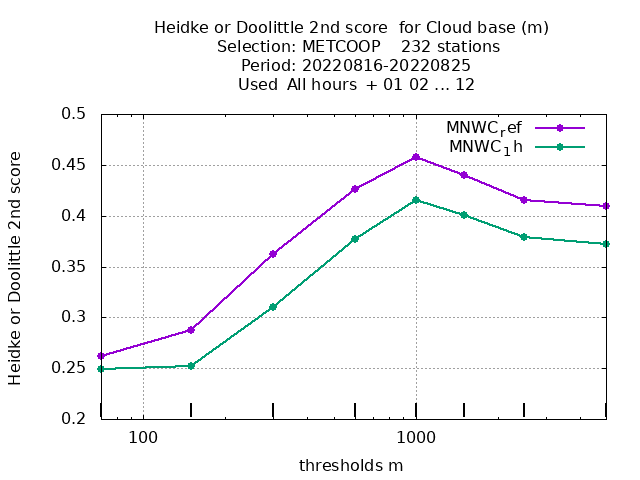 Heidke or Doolittle 2nd score  for Cloud base (m)
Selection: METCOOP    232 stations
Period: 20220816-20220825
Used  All hours  + 01 02 ... 12
MNWC_ref
MNWC_1h
0.5
0.45
0.4
0.35
0.3
0.25
0.2
Heidke or Doolittle 2nd score
100
1000
thresholds m